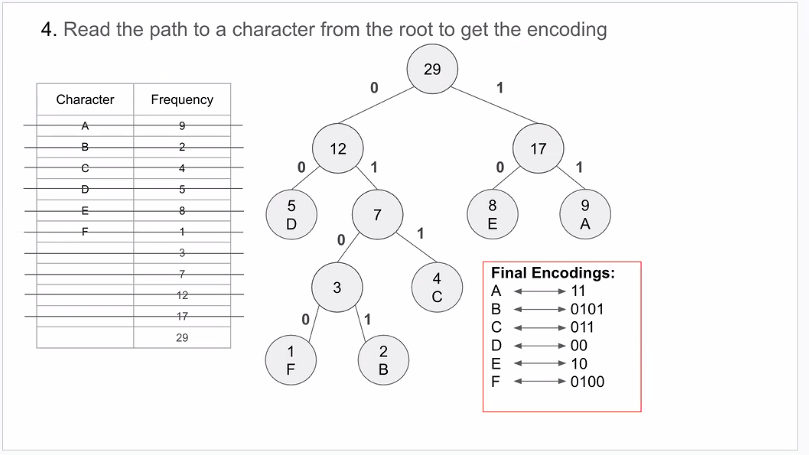 4. Read the path to a character from the root to get the encoding
Character Frequency
A 9
B 2
C 4
D 5
E 8
F 1
3
7
12
17
29
29
0 1
12 17
0 1 0 1
5
D
7
8
E
9
A
0 1
3
4
C
0 1
1
F
2
B
Final Encodings:
A ↔ 11
B ↔ 0101
C ↔ 011
D ↔ 00
E ↔ 10
F ↔ 0100